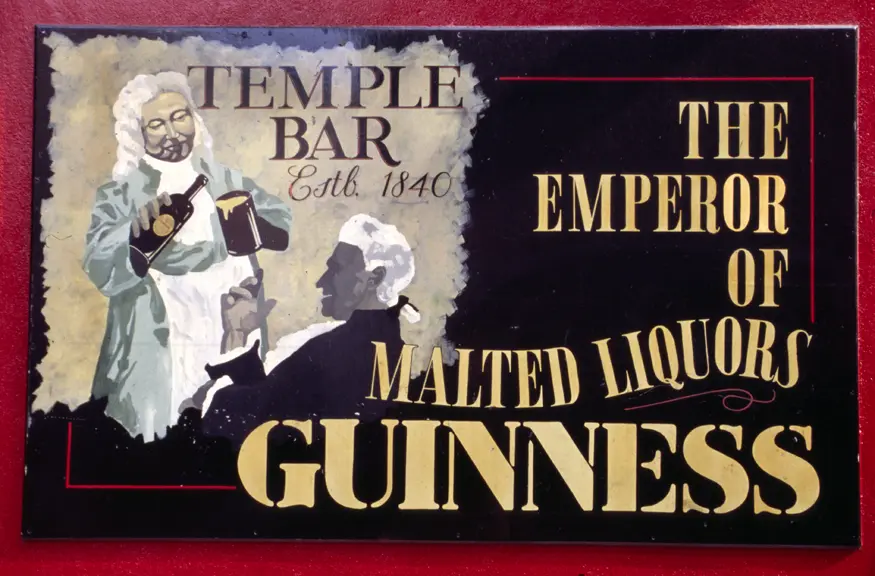 TEMPLE
BAR
Estb. 1840
THE
EMPEROR
OF
MALTED LIQUORS
GUINNESS